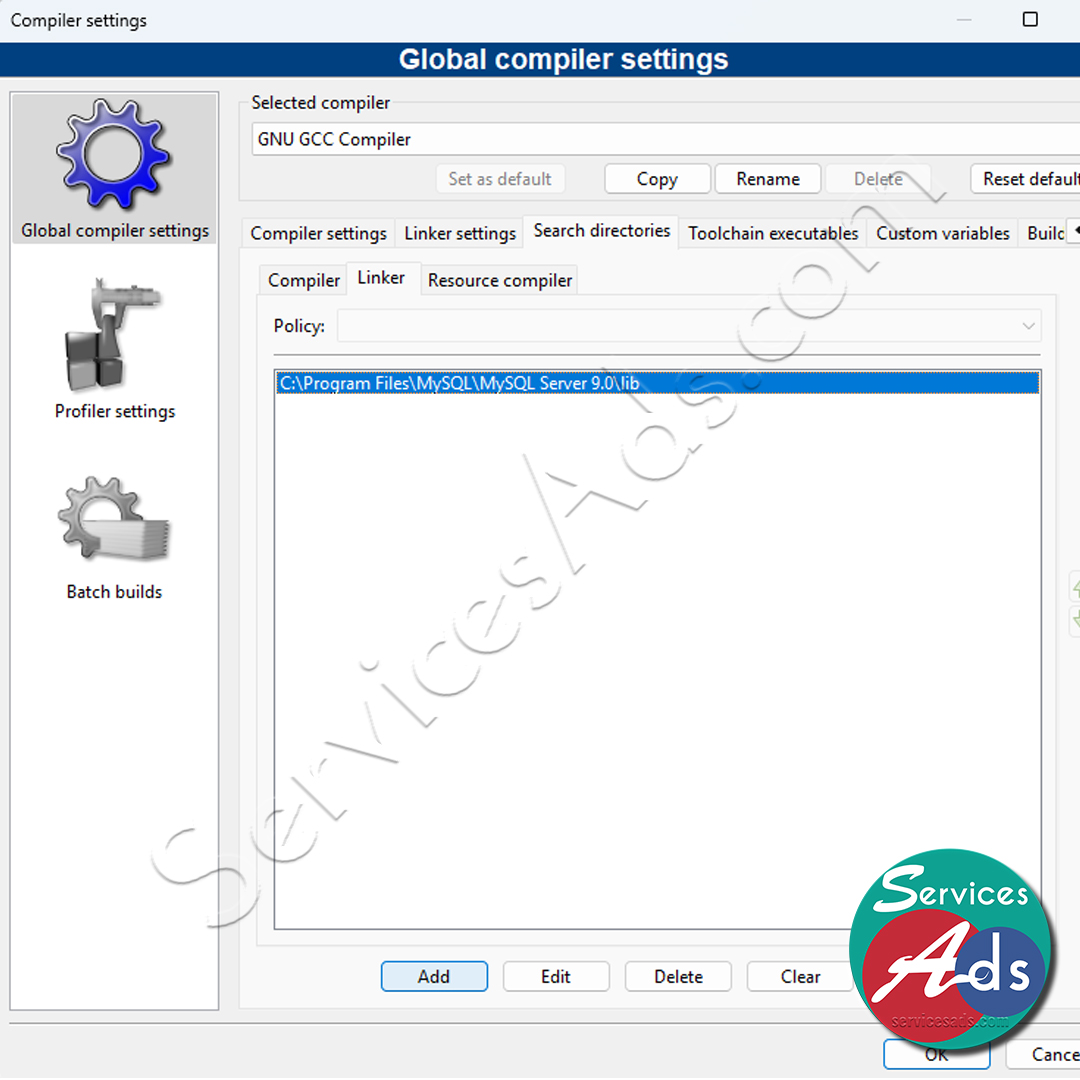 Compiler settings
Global compiler settings
Selected compiler
GNU GCC Compiler
Set as default Copy Rename Delete Reset default
Global compiler settings
Compiler settings Linker settings Search directories Toolchain executables Custom variables Build
Compiler Linker Resource compiler
Policy:
C:\Program Files\MySQL\MySQL Server 9.0\lib
Profiler settings
Batch builds
ServicesAds.com
Services
Ads
servicesads.com
Add Edit Delete Clear
OK Cance